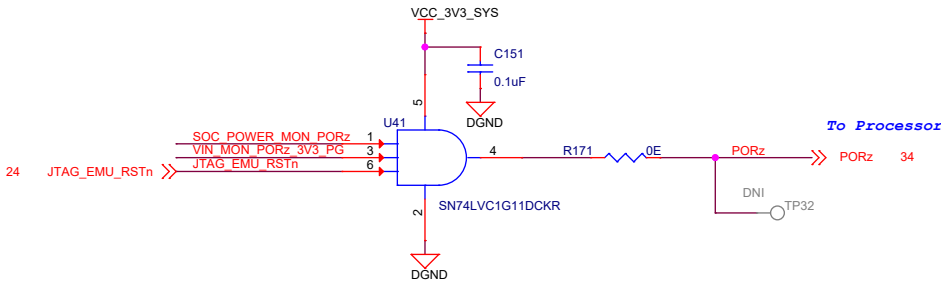 VCC_3V3_SYS
C151
0.1uF
DGND
5
U41
To Processor
SOC_POWER_MON_PORz 1
VIN_MON_PORz_3V3_PG 3
4 R171 0E PORz PORz 34
24 JTAG_EMU_RSTn JTAG_EMU_RSTn 6
DNI
TP32
SN74LVC1G11DCKR
2
DGND